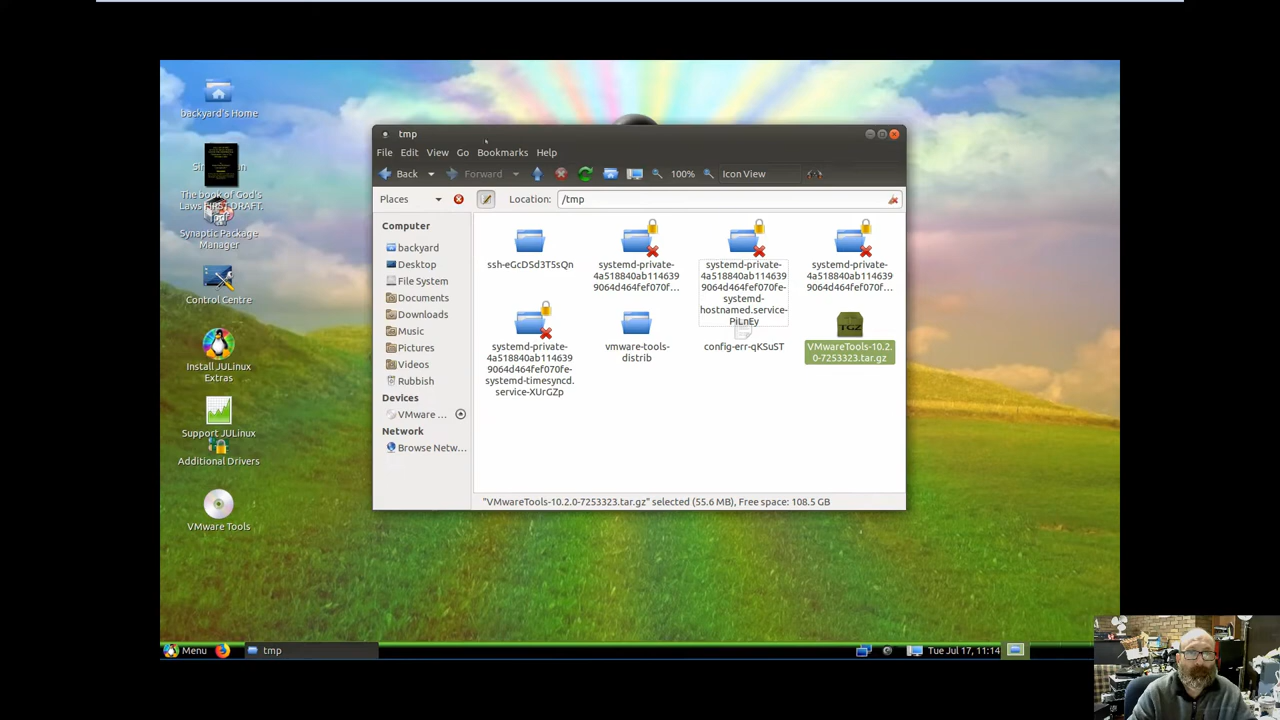 backyard's Home
The book of God's
Laws FIRST DRAFT.
Synaptic Package
Manager
Control Centre
Install JULinux
Extras
Support JULinux
Additional Drivers
VMware Tools
tmp
File Edit View Go Bookmarks Help
Back Forward 100% Icon View
Places Location: /tmp
Computer
backyard
Desktop
File System
Documents
Downloads
Music
Pictures
Videos
Rubbish
Devices
VMware ...
Network
Browse Netw...
ssh-eGcDSd3T5sQn
systemd-private-
4a518840ab114639
9064d464fef070f...
systemd-private-
4a518840ab114639
9064d464fef070fe-
systemd-
hostnamed.service-
PiLnEy
systemd-private-
4a518840ab114639
9064d464fef070f...
systemd-private-
4a518840ab114639
9064d464fef070fe-
systemd-timesyncd.
service-XUrGZp
vmware-tools-
distrib
config-err-qKSuST
TGZ
VMwareTools-10.2.
0-7253323.tar.gz
"VMwareTools-10.2.0-7253323.tar.gz" selected (55.6 MB), Free space: 108.5 GB
Menu tmp Tue Jul 17, 11:14